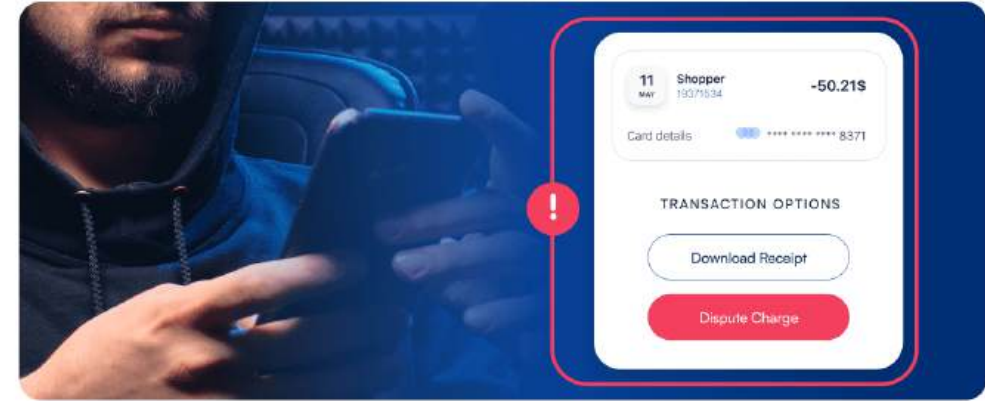 11
MAY
Shopper
19371534
-50.21$
Card details
**** **** **** 8371
!
TRANSACTION OPTIONS
Download Receipt
Dispute Charge